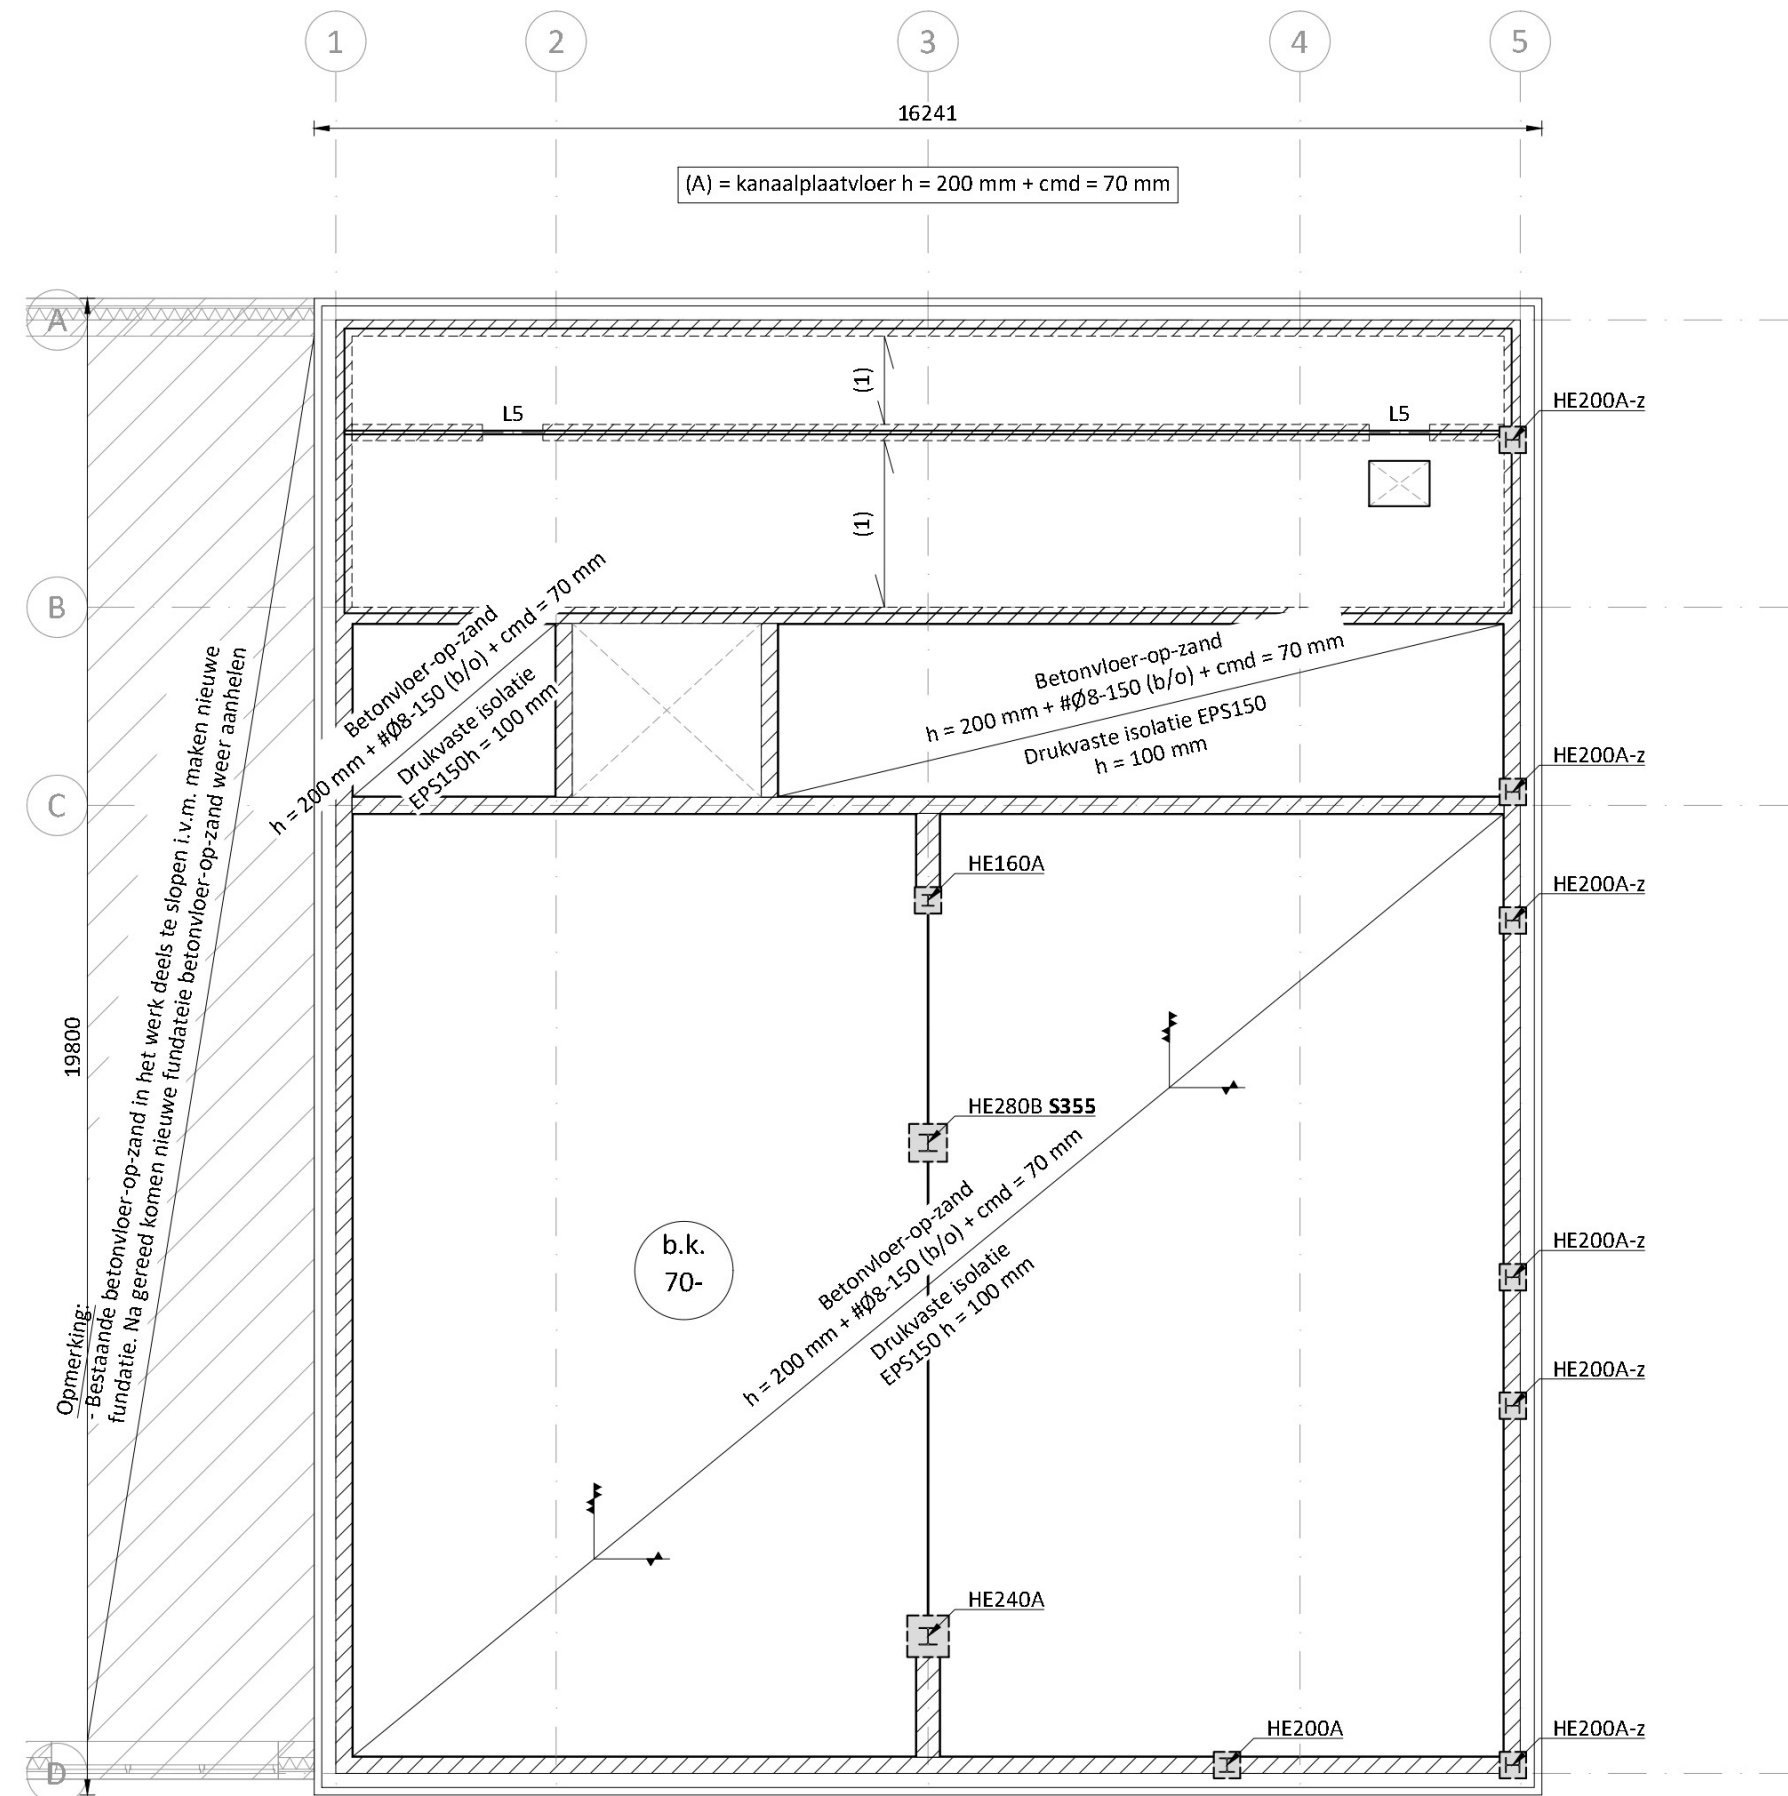 1
2
3
4
5
16241
(A) = kanaalplaatvloer h = 200 mm + cmd = 70 mm
A
HE200A-z
(1)
L5
L5
(1)
B
Betonvloer-op-zand
h = 200 mm + #Ø8-150 (b/o) + cmd = 70 mm
Drukvaste isolatie
EPS150h = 100 mm
Betonvloer-op-zand
h = 200 mm + #Ø8-150 (b/o) + cmd = 70 mm
Drukvaste isolatie EPS150
h = 100 mm
HE200A-z
C
HE160A
HE200A-z
19800
Opmerking:
- Bestaande betonvloer-op-zand in het werk deels te slopen i.v.m. maken nieuwe
fundatie. Na gereed komen nieuwe fundateie betonvloer-op-zand weer aanhelen
HE280B S355
b.k.
70-
Betonvloer-op-zand
h = 200 mm + #Ø8-150 (b/o) + cmd = 70 mm
Drukvaste isolatie
EPS150 h = 100 mm
HE200A-z
HE200A-z
HE240A
HE200A
HE200A-z
D